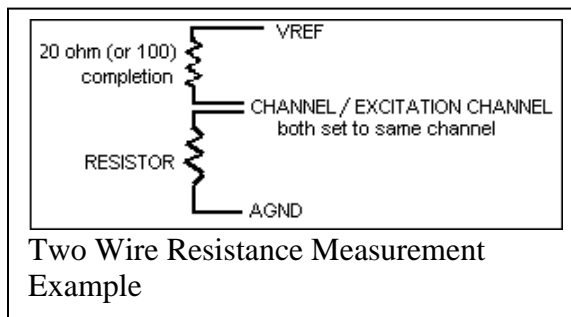 VREF
20 ohm (or 100)
completion
CHANNEL / EXCITATION CHANNEL
both set to same channel
RESISTOR
AGND
Two Wire Resistance Measurement
Example